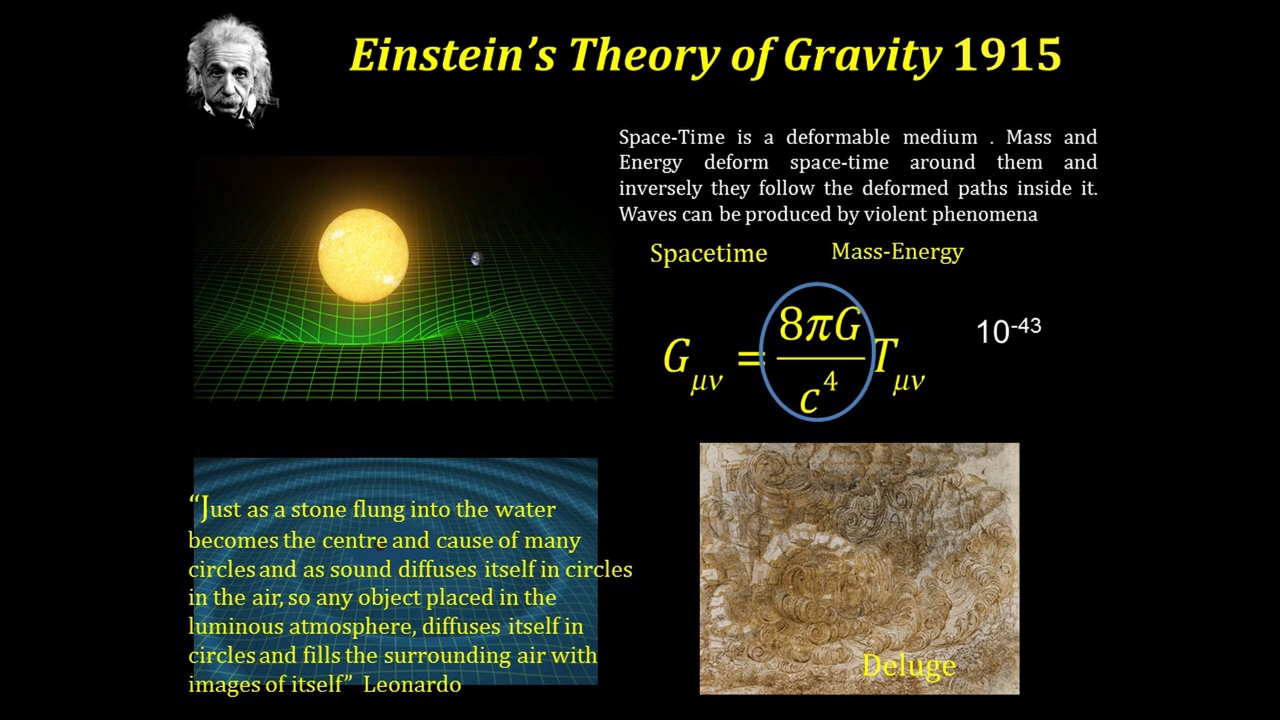 Einstein's Theory of Gravity 1915
Space-Time is a deformable medium . Mass and
Energy deform space-time around them and
inversely they follow the deformed paths inside it.
Waves can be produced by violent phenomena
Spacetime
Mass-Energy
G_μν = 8πG/c^4 T_μν
10^-43
“Just as a stone flung into the water
becomes the centre and cause of many
circles and as sound diffuses itself in circles
in the air, so any object placed in the
luminous atmosphere, diffuses itself in
circles and fills the surrounding air with
images of itself” Leonardo
Deluge